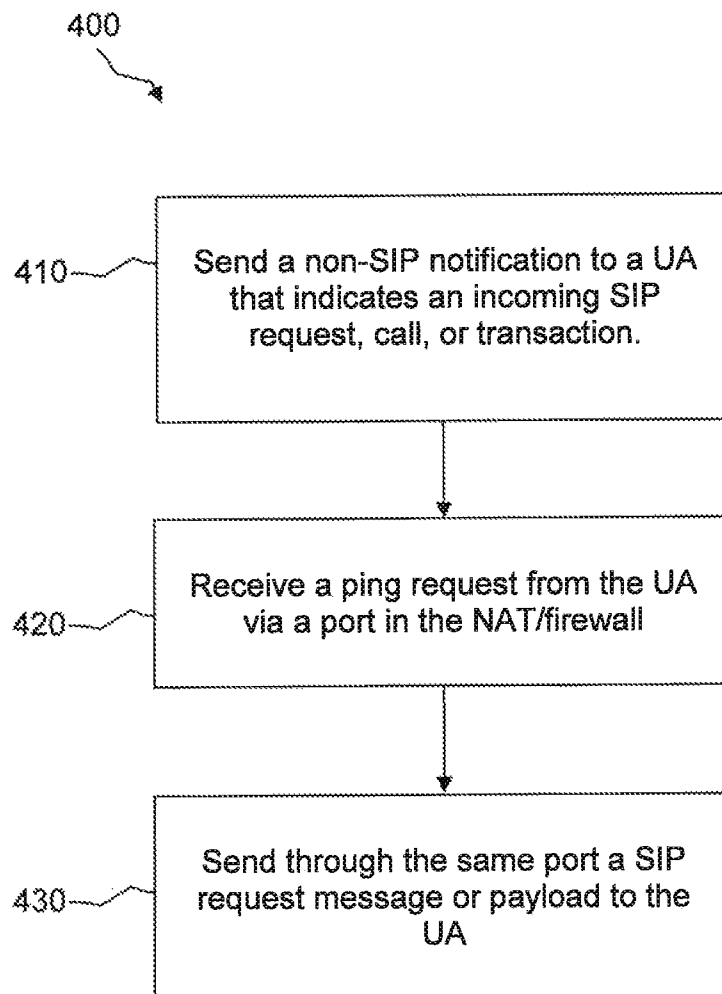 400
410
Send a non-SIP notification to a UA
that indicates an incoming SIP
request, call, or transaction.
420
Receive a ping request from the UA
via a port in the NAT/firewall
430
Send through the same port a SIP
request message or payload to the
UA